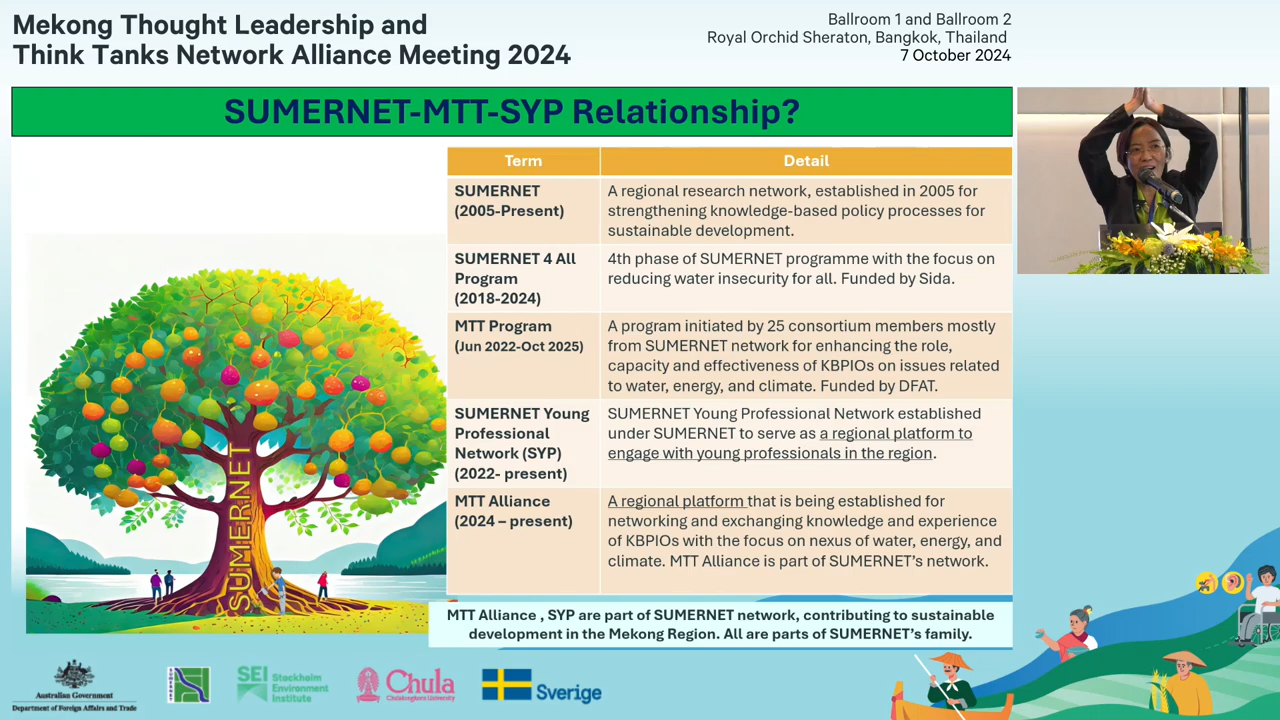 Mekong Thought Leadership and
Think Tanks Network Alliance Meeting 2024
Ballroom 1 and Ballroom 2
Royal Orchid Sheraton, Bangkok, Thailand
7 October 2024
SUMERNET-MTT-SYP Relationship?
Term
Detail
SUMERNET
(2005-Present)
A regional research network, established in 2005 for
strengthening knowledge-based policy processes for
sustainable development.
SUMERNET 4 All
Program
(2018-2024)
4th phase of SUMERNET programme with the focus on
reducing water insecurity for all. Funded by Sida.
MTT Program
(Jun 2022-Oct 2025)
A program initiated by 25 consortium members mostly
from SUMERNET network for enhancing the role,
capacity and effectiveness of KBPIOs on issues related
to water, energy, and climate. Funded by DFAT.
SUMERNET Young
Professional
Network (SYP)
(2022- present)
SUMERNET Young Professional Network established
under SUMERNET to serve as a regional platform to
engage with young professionals in the region.
MTT Alliance
(2024 – present)
A regional platform that is being established for
networking and exchanging knowledge and experience
of KBPIOs with the focus on nexus of water, energy, and
climate. MTT Alliance is part of SUMERNET's network.
SUMERNET
MTT Alliance , SYP are part of SUMERNET network, contributing to sustainable
development in the Mekong Region. All are parts of SUMERNET's family.
Australian Government
Department of Foreign Affairs and Trade
SUMERNET
SEI Stockholm
Environment
Institute
Chula
Chulalongkorn University
Sverige